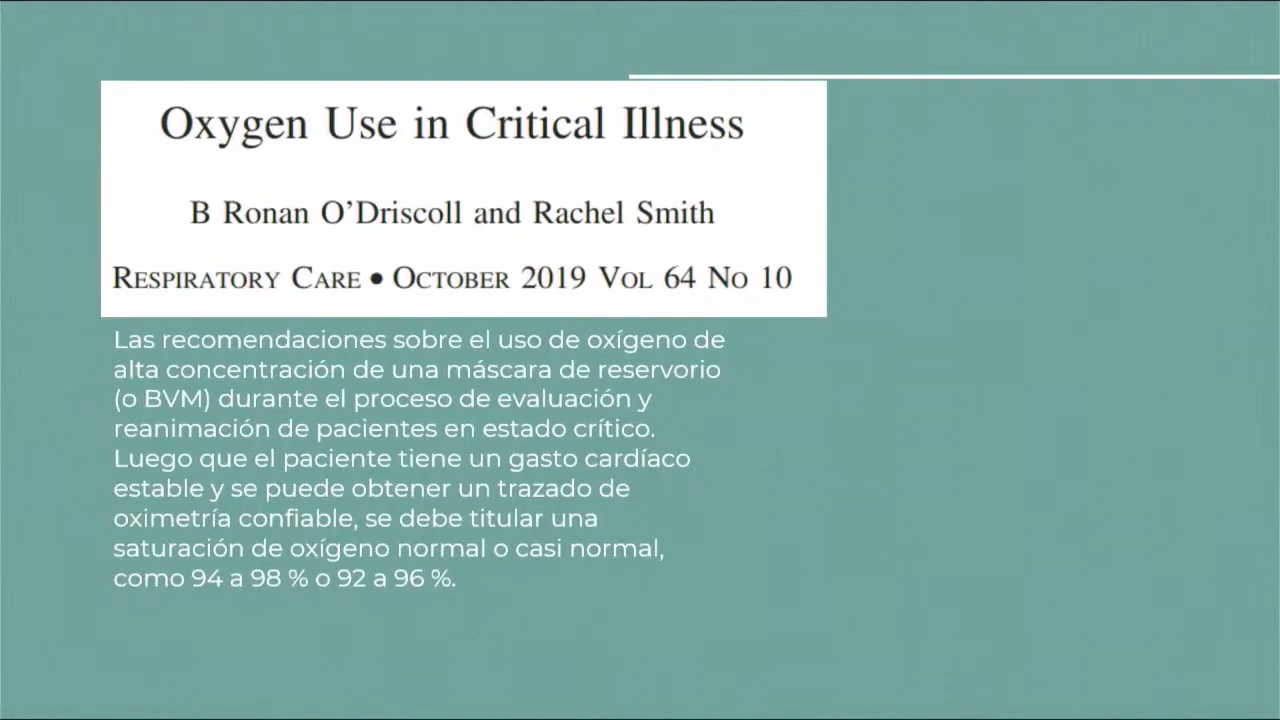 Oxygen Use in Critical Illness
B Ronan O’Driscoll and Rachel Smith
RESPIRATORY CARE • OCTOBER 2019 VOL 64 NO 10
Las recomendaciones sobre el uso de oxígeno de
alta concentración de una máscara de reservorio
(o BVM) durante el proceso de evaluación y
reanimación de pacientes en estado crítico.
Luego que el paciente tiene un gasto cardíaco
estable y se puede obtener un trazado de
oximetría confiable, se debe titular una
saturación de oxígeno normal o casi normal,
como 94 a 98 % o 92 a 96 %.